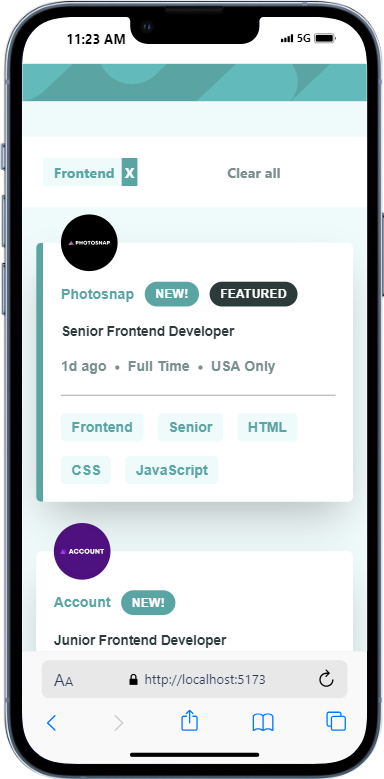 11:23 AM 5G
Frontend X Clear all
PHOTOSNAP
Photosnap NEW! FEATURED
Senior Frontend Developer
1d ago • Full Time • USA Only
Frontend Senior HTML
CSS JavaScript
ACCOUNT
Account NEW!
Junior Frontend Developer
AA http://localhost:5173